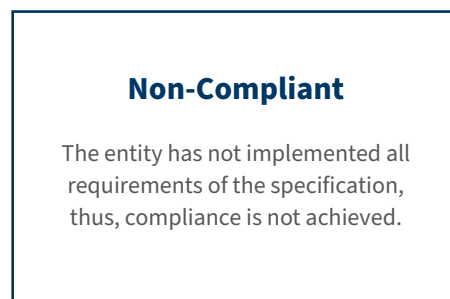 Non-Compliant
The entity has not implemented all
requirements of the specification,
thus, compliance is not achieved.